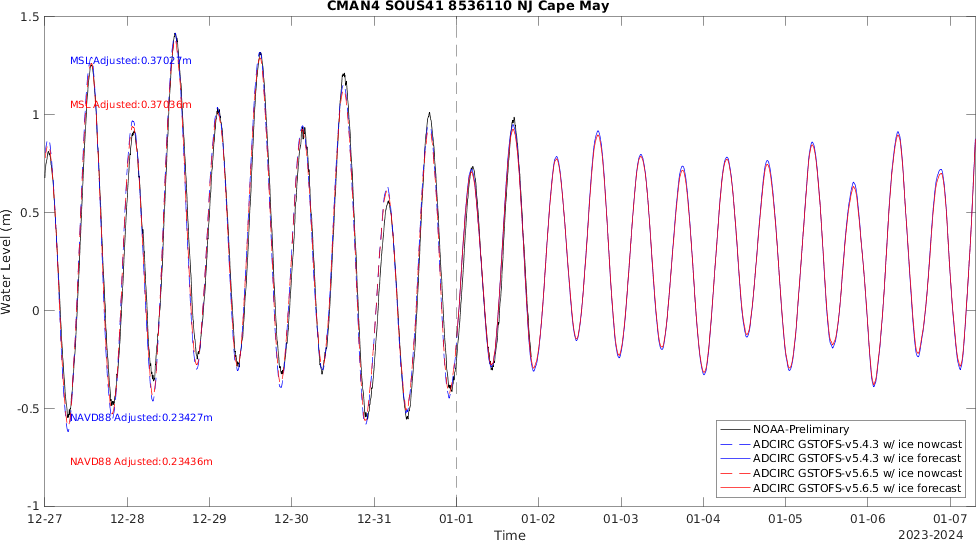 CMAN4 SOUS41 8536110 NJ Cape May
1.5
1
0.5
0
-0.5
-1
Water Level (m)
MSL Adjusted:0.37027m
MSL Adjusted:0.37036m
NAVD88 Adjusted:0.23427m
NAVD88 Adjusted:0.23436m
NOAA-Preliminary
ADCIRC GSTOFS-v5.4.3 w/ ice nowcast
ADCIRC GSTOFS-v5.4.3 w/ ice forecast
ADCIRC GSTOFS-v5.6.5 w/ ice nowcast
ADCIRC GSTOFS-v5.6.5 w/ ice forecast
12-27 12-28 12-29 12-30 12-31 01-01 01-02 01-03 01-04 01-05 01-06 01-07
Time
2023-2024